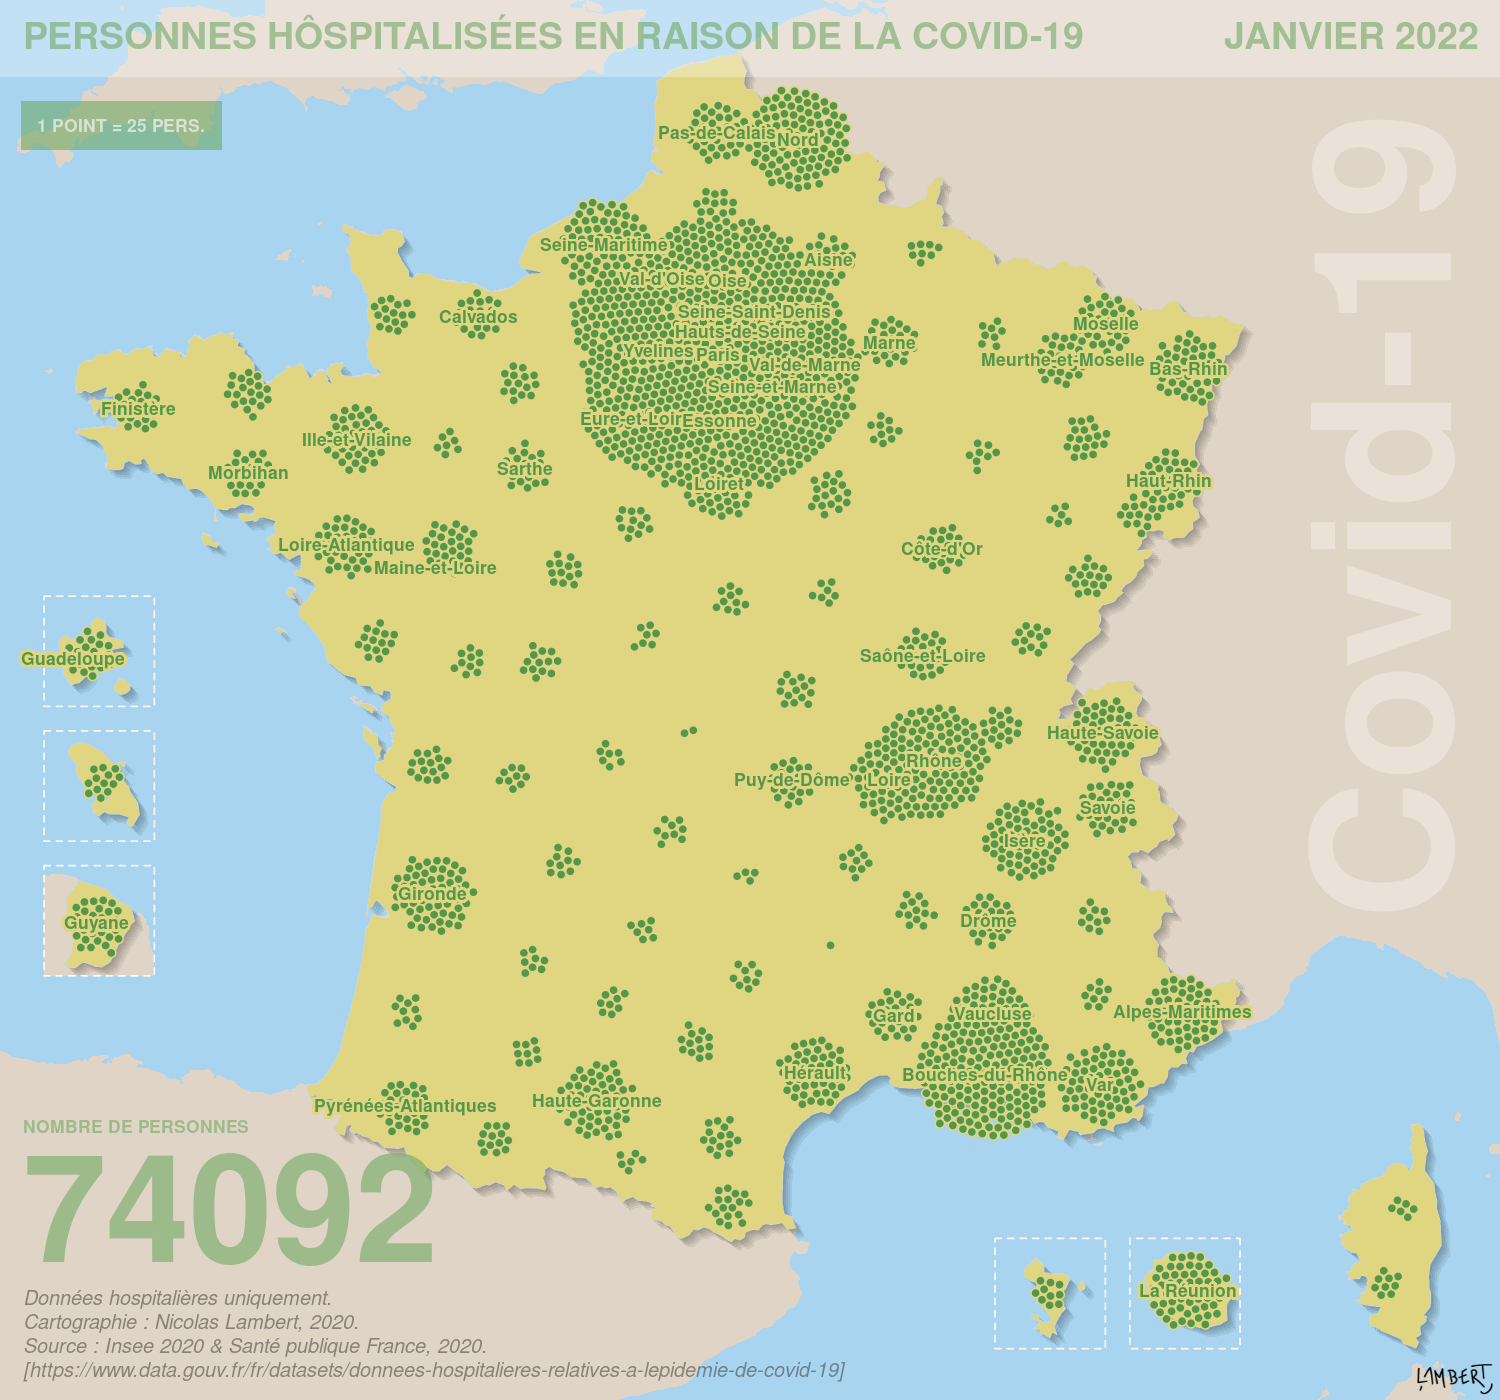 PERSONNES HÔSPITALISÉES EN RAISON DE LA COVID-19
JANVIER 2022
1 POINT = 25 PERS.
Covid-19
Pas-de-Calais
Nord
Seine-Maritime
Aisne
Val-d'Oise
Oise
Seine-Saint-Denis
Calvados
Hauts-de-Seine
Moselle
Marne
Yvelines
Paris
Meurthe-et-Moselle
Val-de-Marne
Bas-Rhin
Seine-et-Marne
Finistère
Eure-et-Loir
Essonne
Ille-et-Vilaine
Morbihan
Sarthe
Haut-Rhin
Loiret
Loire-Atlantique
Côte-d'Or
Maine-et-Loire
Guadeloupe
Saône-et-Loire
Haute-Savoie
Rhône
Puy-de-Dôme
Loire
Savoie
Isère
Gironde
Guyane
Drôme
Vaucluse
Gard
Alpes-Maritimes
Hérault
Bouches-du-Rhône
Var
Haute-Garonne
Pyrénées-Atlantiques
La Réunion
NOMBRE DE PERSONNES
74092
Données hospitalières uniquement.
Cartographie : Nicolas Lambert, 2020.
Source : Insee 2020 & Santé publique France, 2020.
[https://www.data.gouv.fr/fr/datasets/donnees-hospitalieres-relatives-a-lepidemie-de-covid-19]
LAMBERT